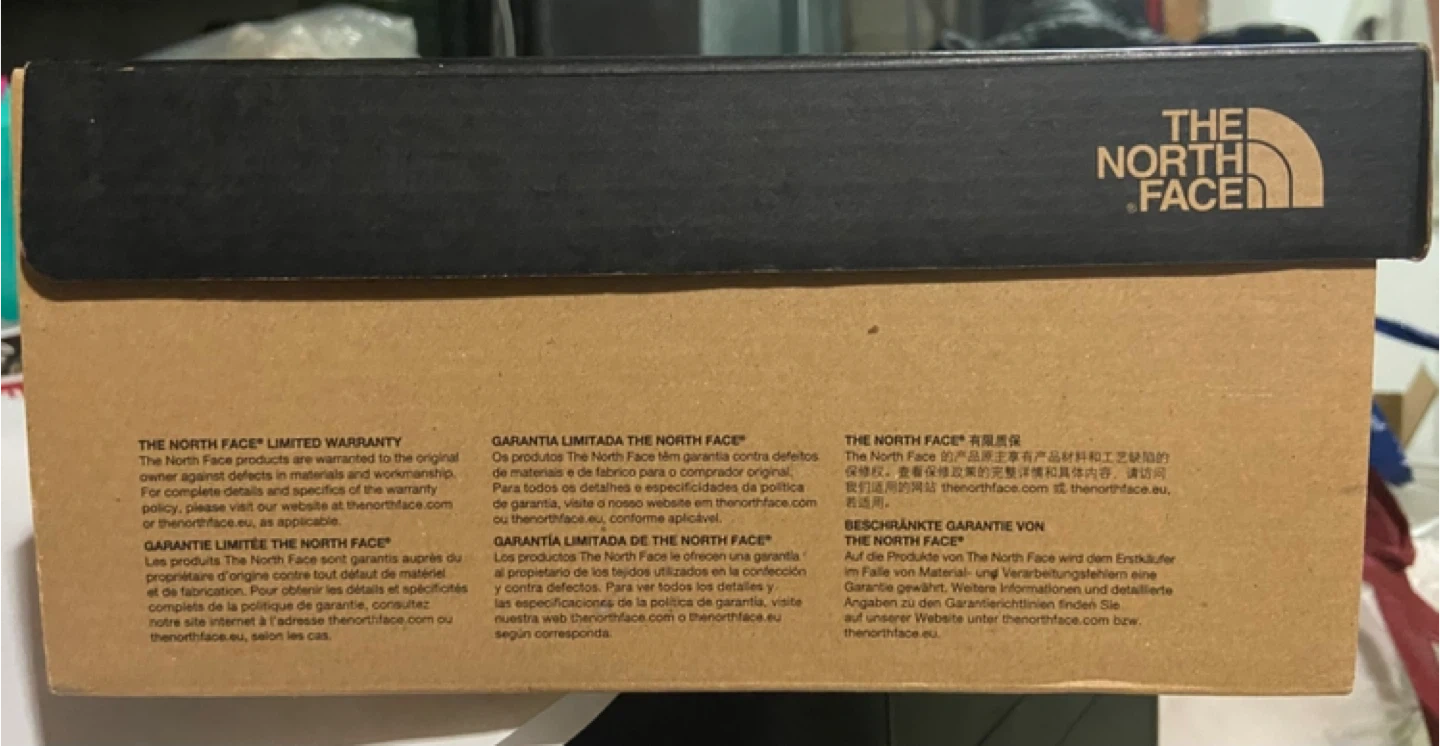 THE
NORTH
®FACE
THE NORTH FACE® LIMITED WARRANTY
The North Face products are warranted to the original
owner against defects in materials and workmanship.
For complete details and specifics of the warranty
policy, please visit our website at thenorthface.com
or thenorthface.eu, as applicable.
GARANTIE LIMITÉE THE NORTH FACE®
Les produits The North Face sont garantis auprès du
propriétaire d'origine contre tout défaut de matériel
et de fabrication. Pour obtenir les détails et spécificités
complets de la politique de garantie, consultez
notre site internet à l'adresse thenorthface.com ou
thenorthface.eu, selon les cas.
GARANTIA LIMITADA THE NORTH FACE®
Os produtos The North Face têm garantia contra defeitos
de materiais e de fabrico para o comprador original.
Para todos os detalhes e especificidades da política
de garantia, visite o nosso website em thenorthface.com
ou thenorthface.eu, conforme aplicável.
GARANTÍA LIMITADA DE THE NORTH FACE®
Los productos The North Face le ofrecen una garantía
al propietario de los tejidos utilizados en la confección
y contra defectos. Para ver todos los detalles y
las especificaciones de la política de garantía, visite
nuestra web thenorthface.com o thenorthface.eu
según corresponda.
THE NORTH FACE® 有限质保
The North Face 的产品原主享有产品材料和工艺缺陷的
保修权。查看保修政策的完整详情和具体内容，请访问
我们适用的网站 thenorthface.com 或 thenorthface.eu,
若适用。
BESCHRÄNKTE GARANTIE VON
THE NORTH FACE®
Auf die Produkte von The North Face wird dem Erstkäufer
im Falle von Material- und Verarbeitungsfehlern eine
Garantie gewährt. Weitere Informationen und detaillierte
Angaben zu den Garantierichtlinien finden Sie
auf unserer Website unter thenorthface.com bzw.
thenorthface.eu.